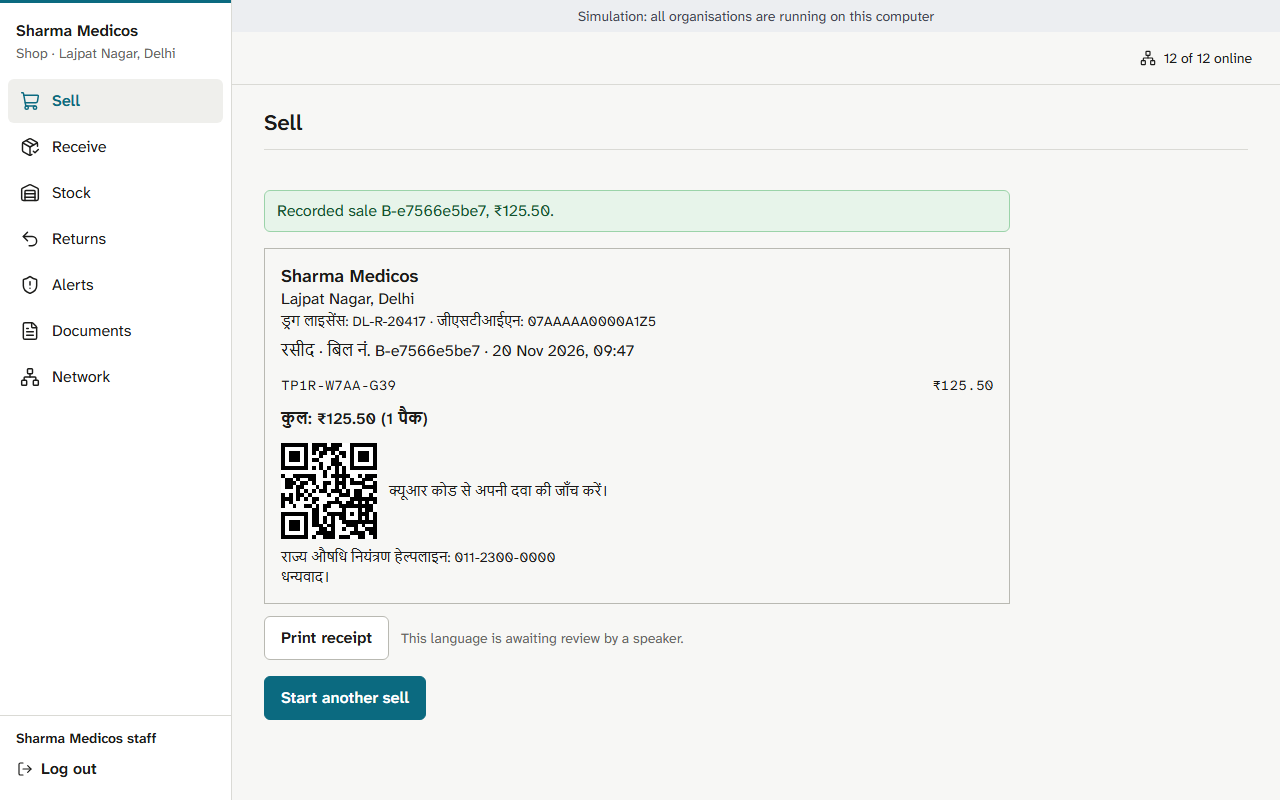 Sharma Medicos
Shop · Lajpat Nagar, Delhi
Sell
Receive
Stock
Returns
Alerts
Documents
Network
Sharma Medicos staff
Log out
Simulation: all organisations are running on this computer
12 of 12 online
Sell
Recorded sale B-e7566e5be7, ₹125.50.
Sharma Medicos
Lajpat Nagar, Delhi
ड्रग लाइसेंस: DL-R-20417 · जीएसटीआईएन: 07AAAAA0000A1Z5
रसीद · बिल नं. B-e7566e5be7 · 20 Nov 2026, 09:47
TP1R-W7AA-G39 ₹125.50
कुल: ₹125.50 (1 पैक)
क्यूआर कोड से अपनी दवा की जाँच करें।
राज्य औषधि नियंत्रण हेल्पलाइन: 011-2300-0000
धन्यवाद।
Print receipt This language is awaiting review by a speaker.
Start another sell